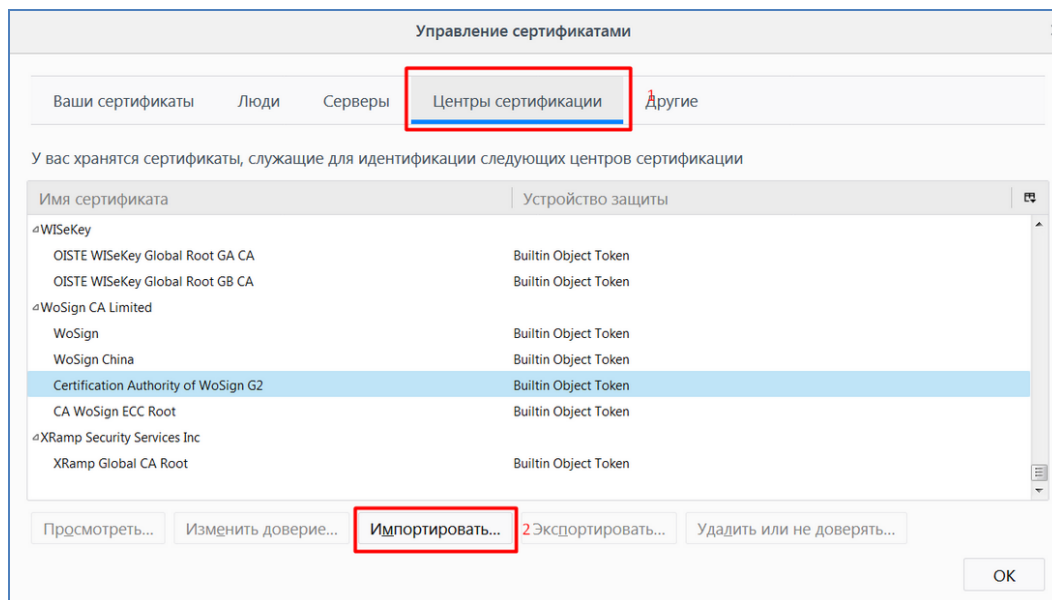 Управление сертификатами
Ваши сертификаты Люди Серверы Центры сертификации 1 Другие
У вас хранятся сертификаты, служащие для идентификации следующих центров сертификации
Имя сертификата Устройство защиты
WISeKey
OISTE WISeKey Global Root GA CA Builtin Object Token
OISTE WISeKey Global Root GB CA Builtin Object Token
WoSign CA Limited
WoSign Builtin Object Token
WoSign China Builtin Object Token
Certification Authority of WoSign G2 Builtin Object Token
CA WoSign ECC Root Builtin Object Token
XRamp Security Services Inc
XRamp Global CA Root Builtin Object Token
Просмотреть... Изменить доверие... Импортировать... 2 Экспортировать... Удалить или не доверять...
ОК